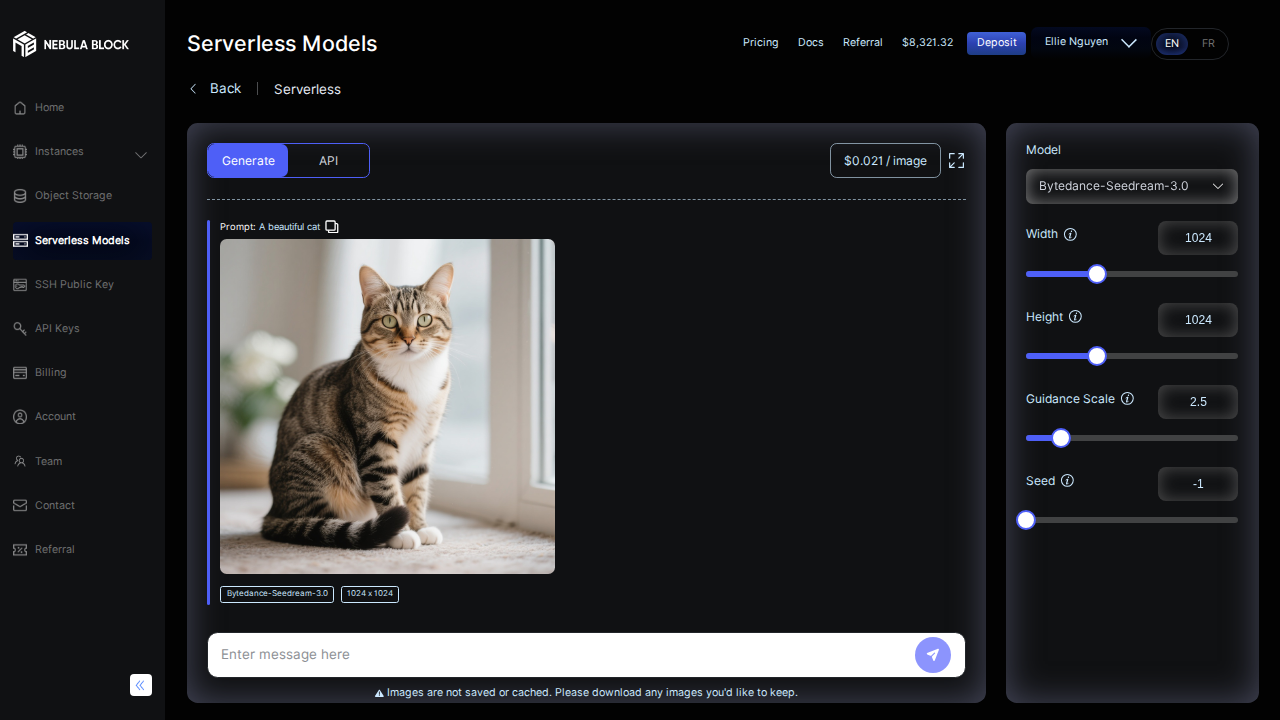 NEBULA BLOCK
Home
Instances
Object Storage
Serverless Models
SSH Public Key
API Keys
Billing
Account
Team
Contact
Referral
Serverless Models
Pricing
Docs
Referral
$8,321.32
Deposit
Ellie Nguyen
EN
FR
Back
Serverless
Generate
API
$0.021 / image
Prompt: A beautiful cat
Bytedance-Seedream-3.0
1024 x 1024
Enter message here
Images are not saved or cached. Please download any images you'd like to keep.
Model
Bytedance-Seedream-3.0
Width
1024
Height
1024
Guidance Scale
2.5
Seed
-1